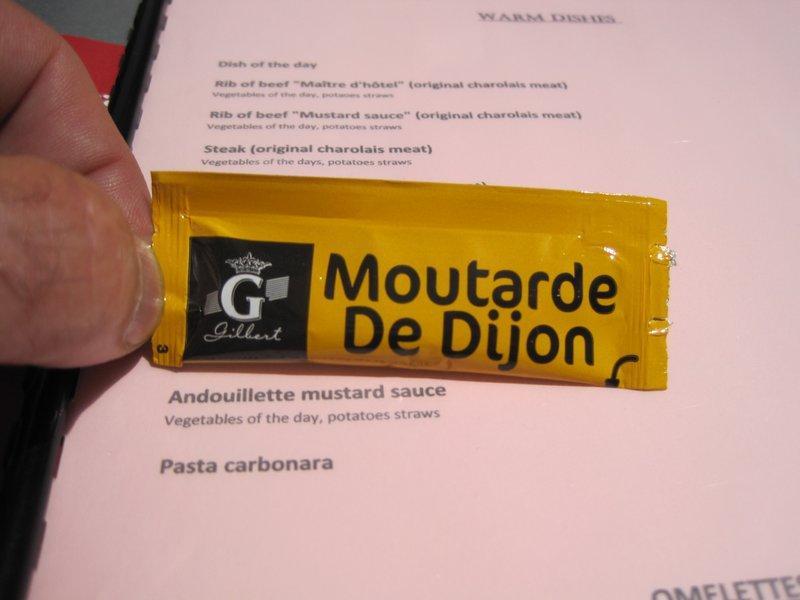 WARM DISHES
Dish of the day
Rib of beef "Maître d'hôtel" (original charolais meat)
Vegetables of the day, potatoes straws
Rib of beef "Mustard sauce" (original charolais meat)
Vegetables of the day, potatoes straws
Steak (original charolais meat)
Vegetables of the days, potatoes straws
G
Gilbert
3
Moutarde
De Dijon
Andouillette mustard sauce
Vegetables of the day, potatoes straws
Pasta carbonara
OMELETTES